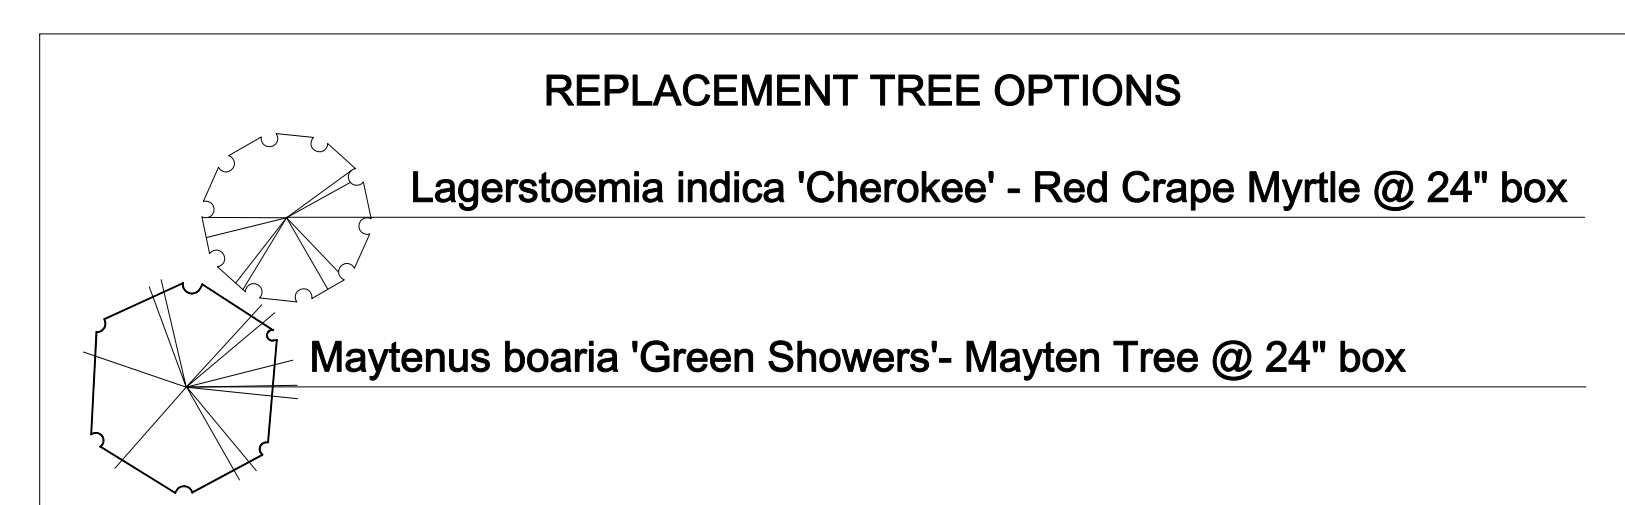 REPLACEMENT TREE OPTIONS
Lagerstoemia indica 'Cherokee' - Red Crape Myrtle @ 24" box
Maytenus boaria 'Green Showers'- Mayten Tree @ 24" box